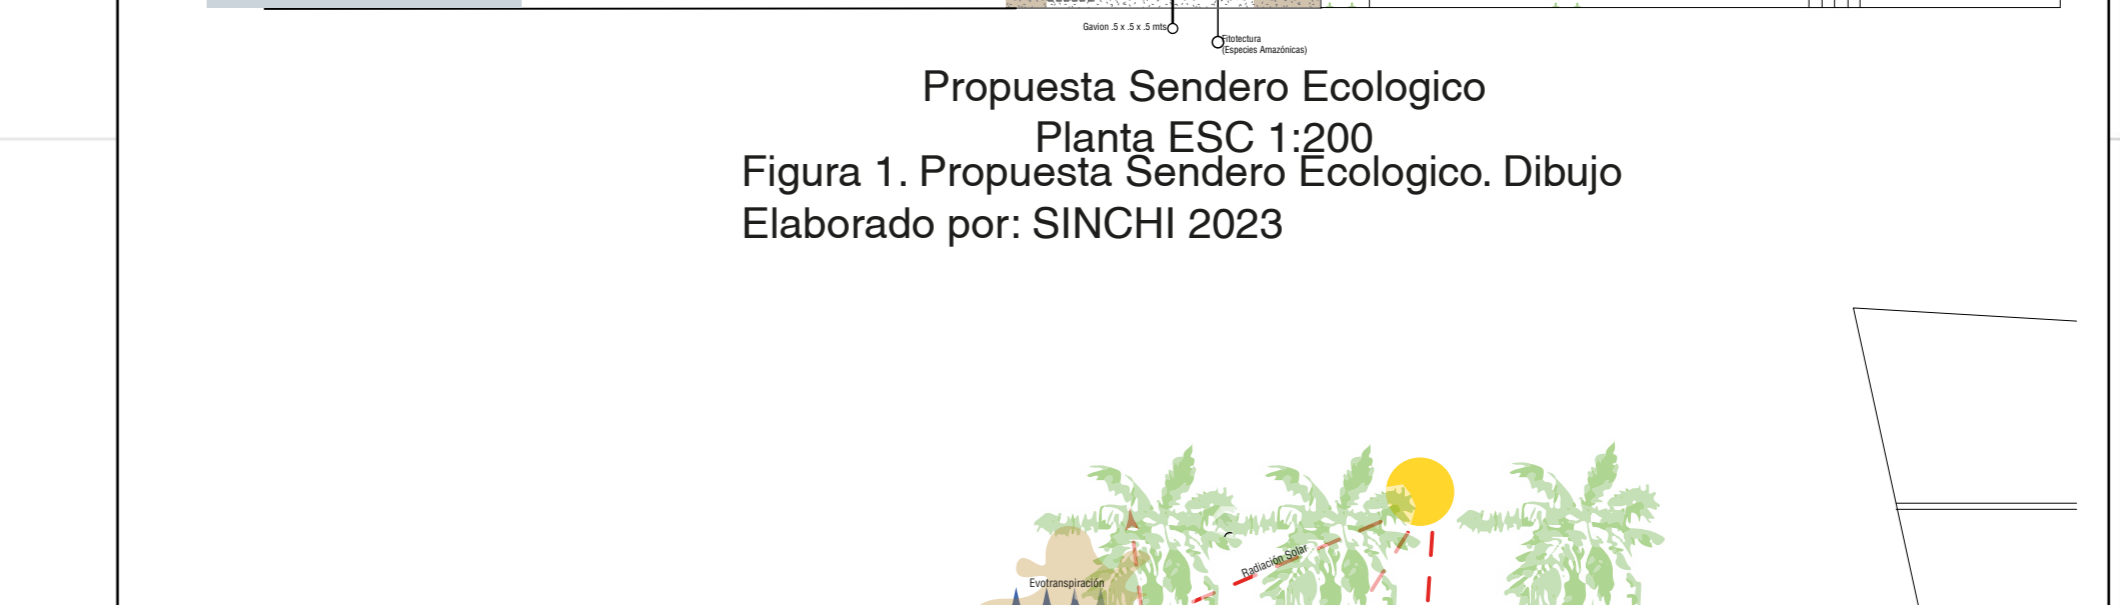 Gavion .5 x .5 x .5 mts
Fitotectura
(Especies Amazónicas)
Propuesta Sendero Ecologico
Planta ESC 1:200
Figura 1. Propuesta Sendero Ecologico. Dibujo
Elaborado por: SINCHI 2023
Radiación Solar
Evotranspiración